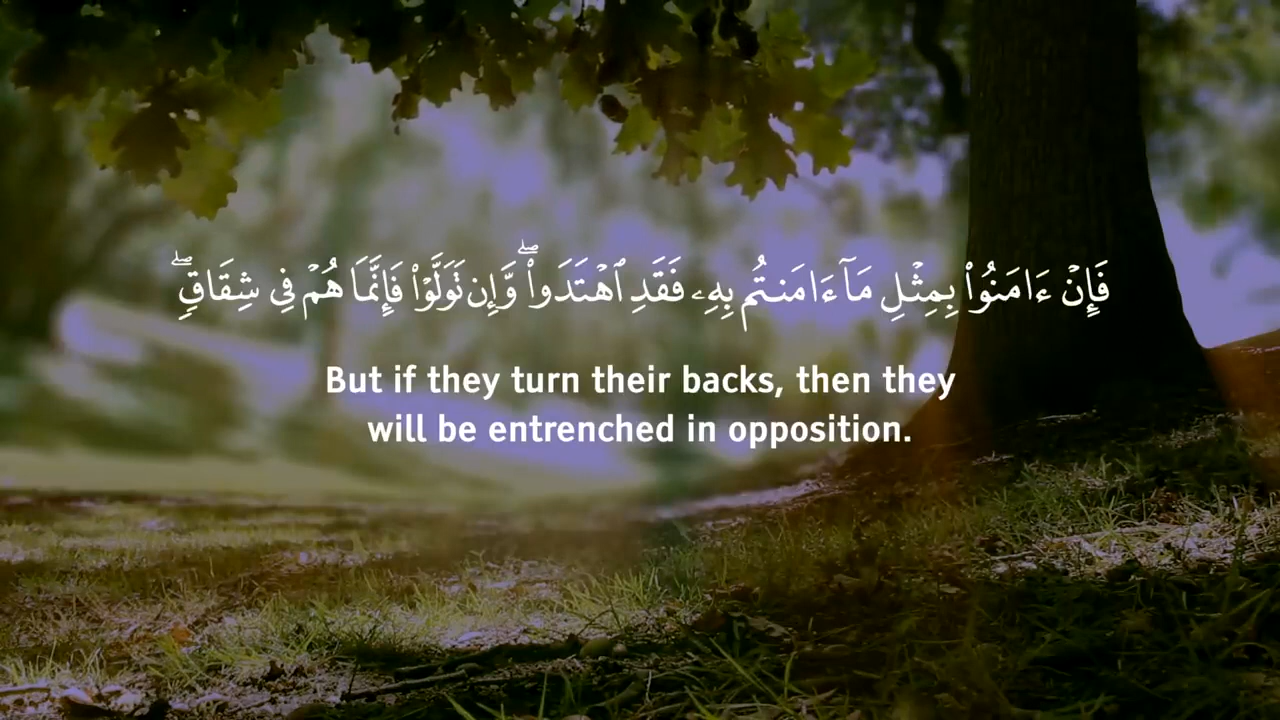 فَإِنْ ءَامَنُوا۟ بِمِثْلِ مَآ ءَامَنتُم بِهِۦ فَقَدِ ٱهْتَدَوا۟ ۖ وَّإِن تَوَلَّوْا۟ فَإِنَّمَا هُمْ فِى شِقَاقٍ ۖ
But if they turn their backs, then they
will be entrenched in opposition.